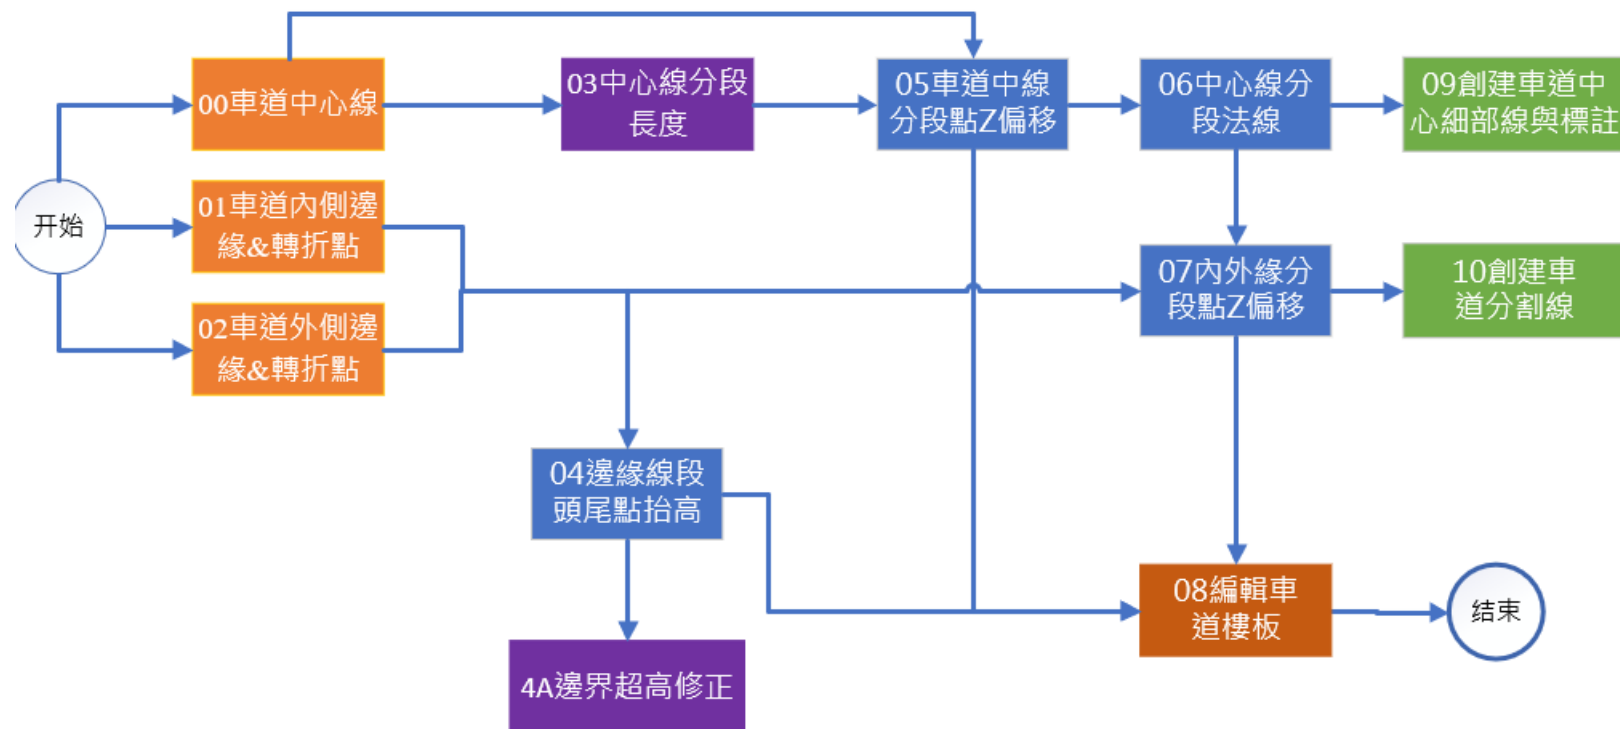 00車道中心線
03中心線分段
長度
05車道中線
分段點Z偏移
06中心線分
段法線
09創建車道中
心細部線與標註
开始
01車道內側邊
緣&轉折點
07內外緣分
段點Z偏移
10創建車
道分割線
02車道外側邊
緣&轉折點
04邊緣線段
頭尾點抬高
08編輯車
道樓板
结束
4A邊界超高修正